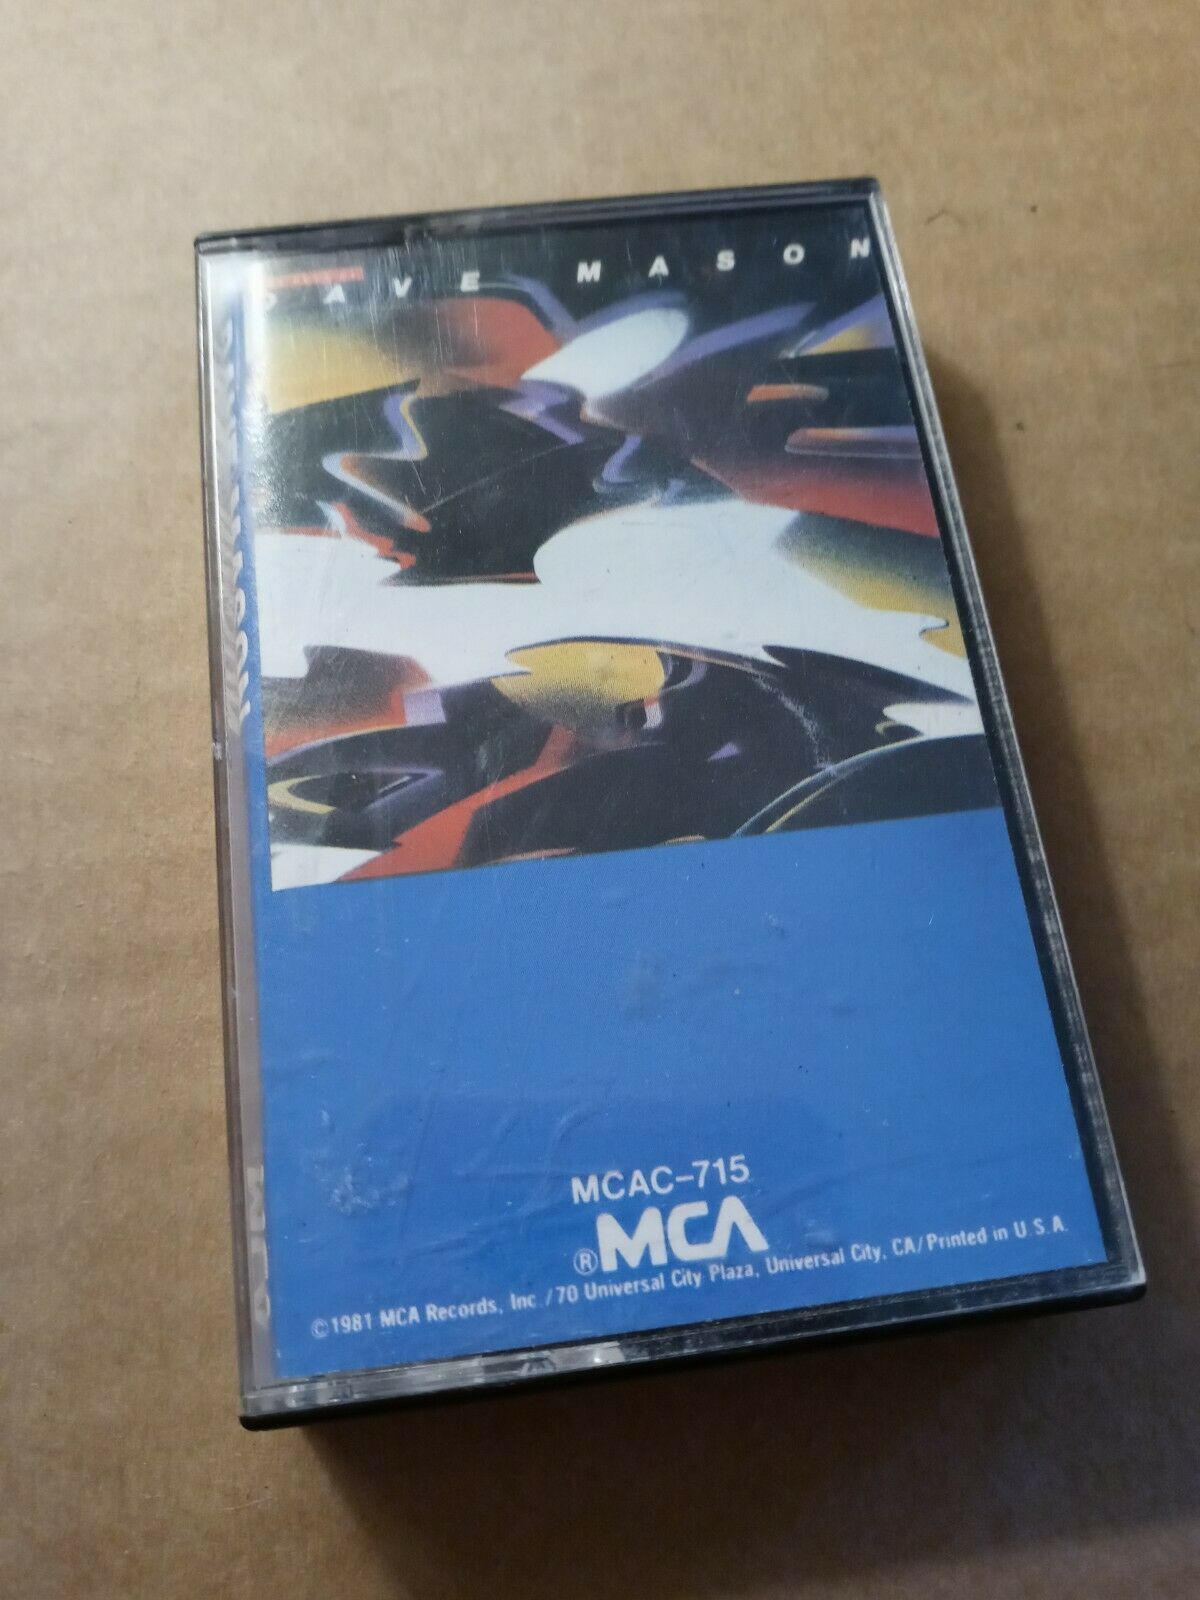 DAVE MASON
MCAC-715
®MCA
©1981 MCA Records, Inc./70 Universal City Plaza, Universal City, CA/Printed in U.S.A.